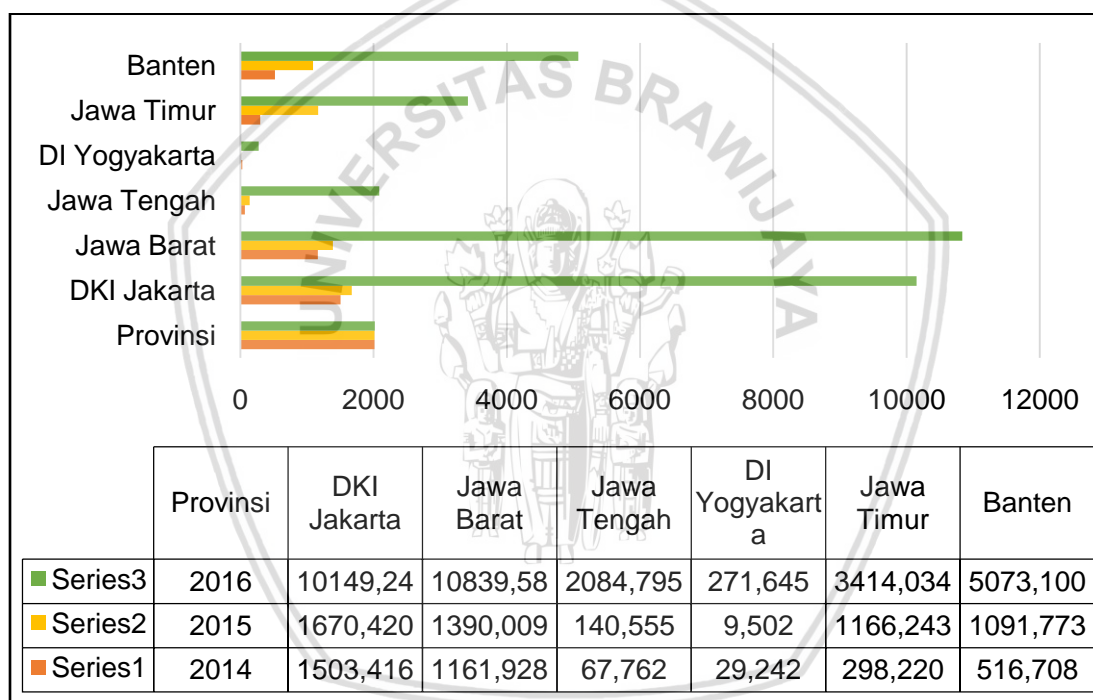 UNIVERSITAS BRAWIJAYA
Banten
Jawa Timur
DI Yogyakarta
Jawa Tengah
Jawa Barat
DKI Jakarta
Provinsi
0 2000 4000 6000 8000 10000 12000
Provinsi DKI Jakarta Jawa Barat Jawa Tengah DI Yogyakarta Jawa Timur Banten
Series3 2016 10149,24 10839,58 2084,795 271,645 3414,034 5073,100
Series2 2015 1670,420 1390,009 140,555 9,502 1166,243 1091,773
Series1 2014 1503,416 1161,928 67,762 29,242 298,220 516,708